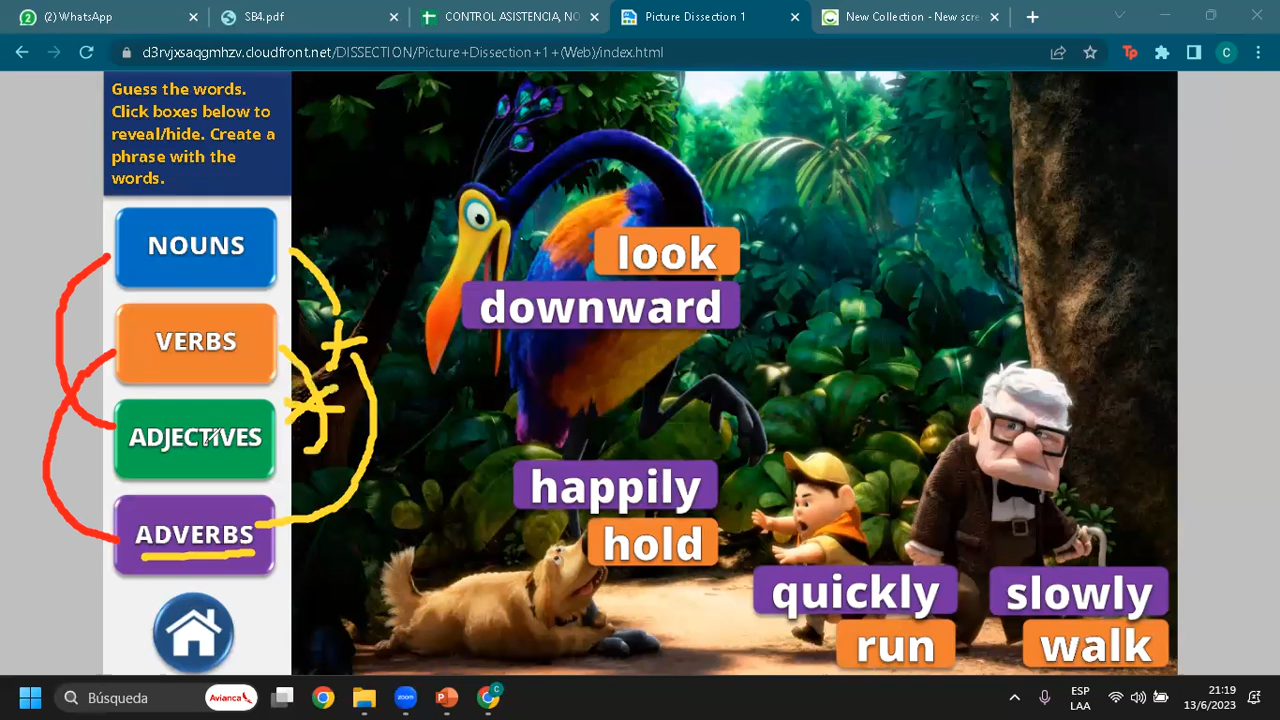 (2) WhatsApp
SB4.pdf
CONTROL ASISTENCIA, NO
Picture Dissection 1
New Collection - New scre
d3rvjxsaqgmhzv.cloudfront.net/DISSECTION/Picture+Dissection+1+(Web)/index.html
Tp
C
Guess the words.
Click boxes below to
reveal/hide. Create a
phrase with the
words.
NOUNS
VERBS
ADJECTIVES
ADVERBS
look
downward
happily
hold
quickly
run
slowly
walk
Búsqueda
Avianca
zoom
P
C
ESP
LAA
21:19
13/6/2023